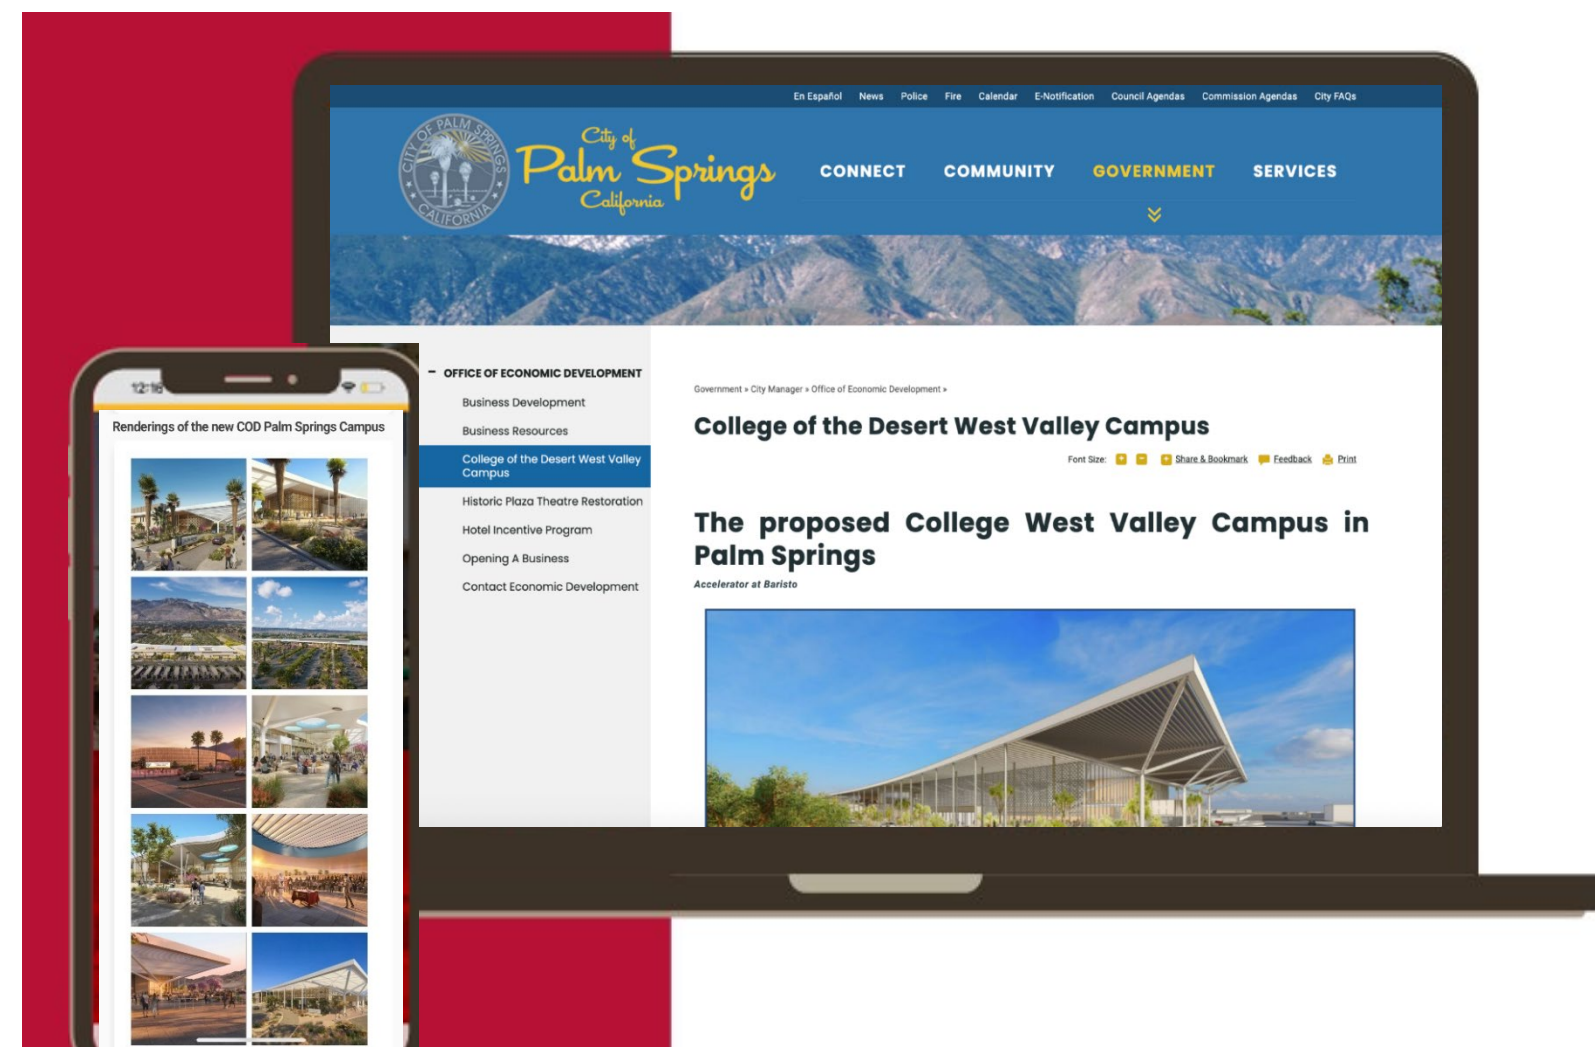 En Español News Police Fire Calendar E-Notification Council Agendas Commission Agendas City FAQs
CITY OF PALM SPRINGS
CALIFORNIA
City of
Palm Springs
California
CONNECT COMMUNITY GOVERNMENT SERVICES
OFFICE OF ECONOMIC DEVELOPMENT
Business Development
Business Resources
College of the Desert West Valley
Campus
Historic Plaza Theatre Restoration
Hotel Incentive Program
Opening A Business
Contact Economic Development
Government » City Manager » Office of Economic Development »
College of the Desert West Valley Campus
Font Size: + - + Share & Bookmark Feedback Print
The proposed College West Valley Campus in
Palm Springs
Accelerator at Baristo
12:16
Renderings of the new COD Palm Springs Campus